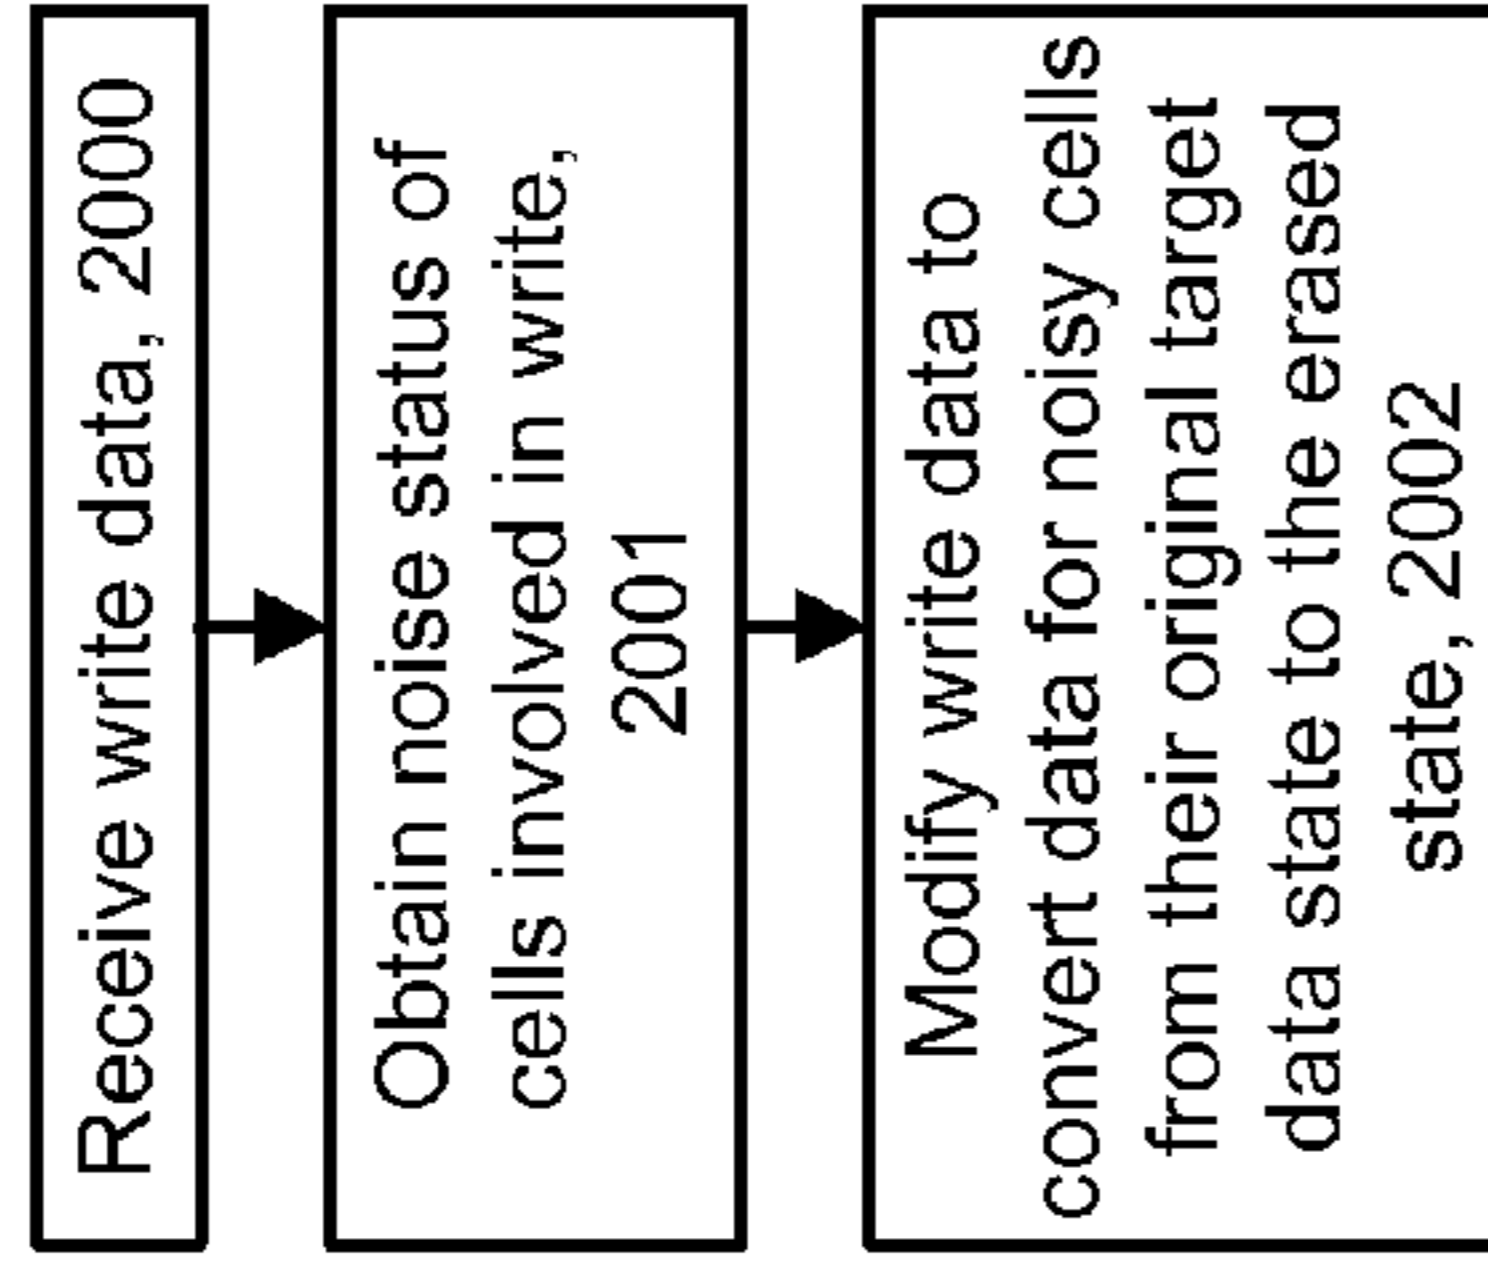 Receive write data, 2000
Obtain noise status of
cells involved in write,
2001
Modify write data to
convert data for noisy cells
from their original target
data state to the erased
state, 2002